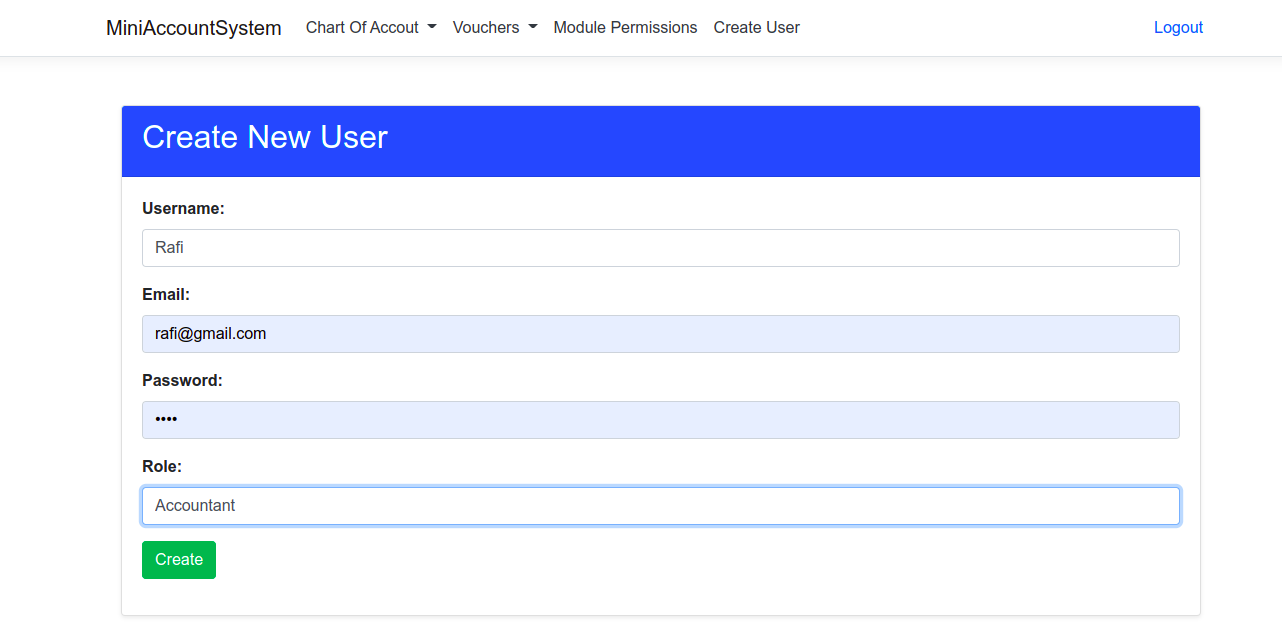 MiniAccountSystem Chart Of Accout Vouchers Module Permissions Create User Logout
Create New User
Username:
Rafi
Email:
rafi@gmail.com
Password:
••••
Role:
Accountant
Create